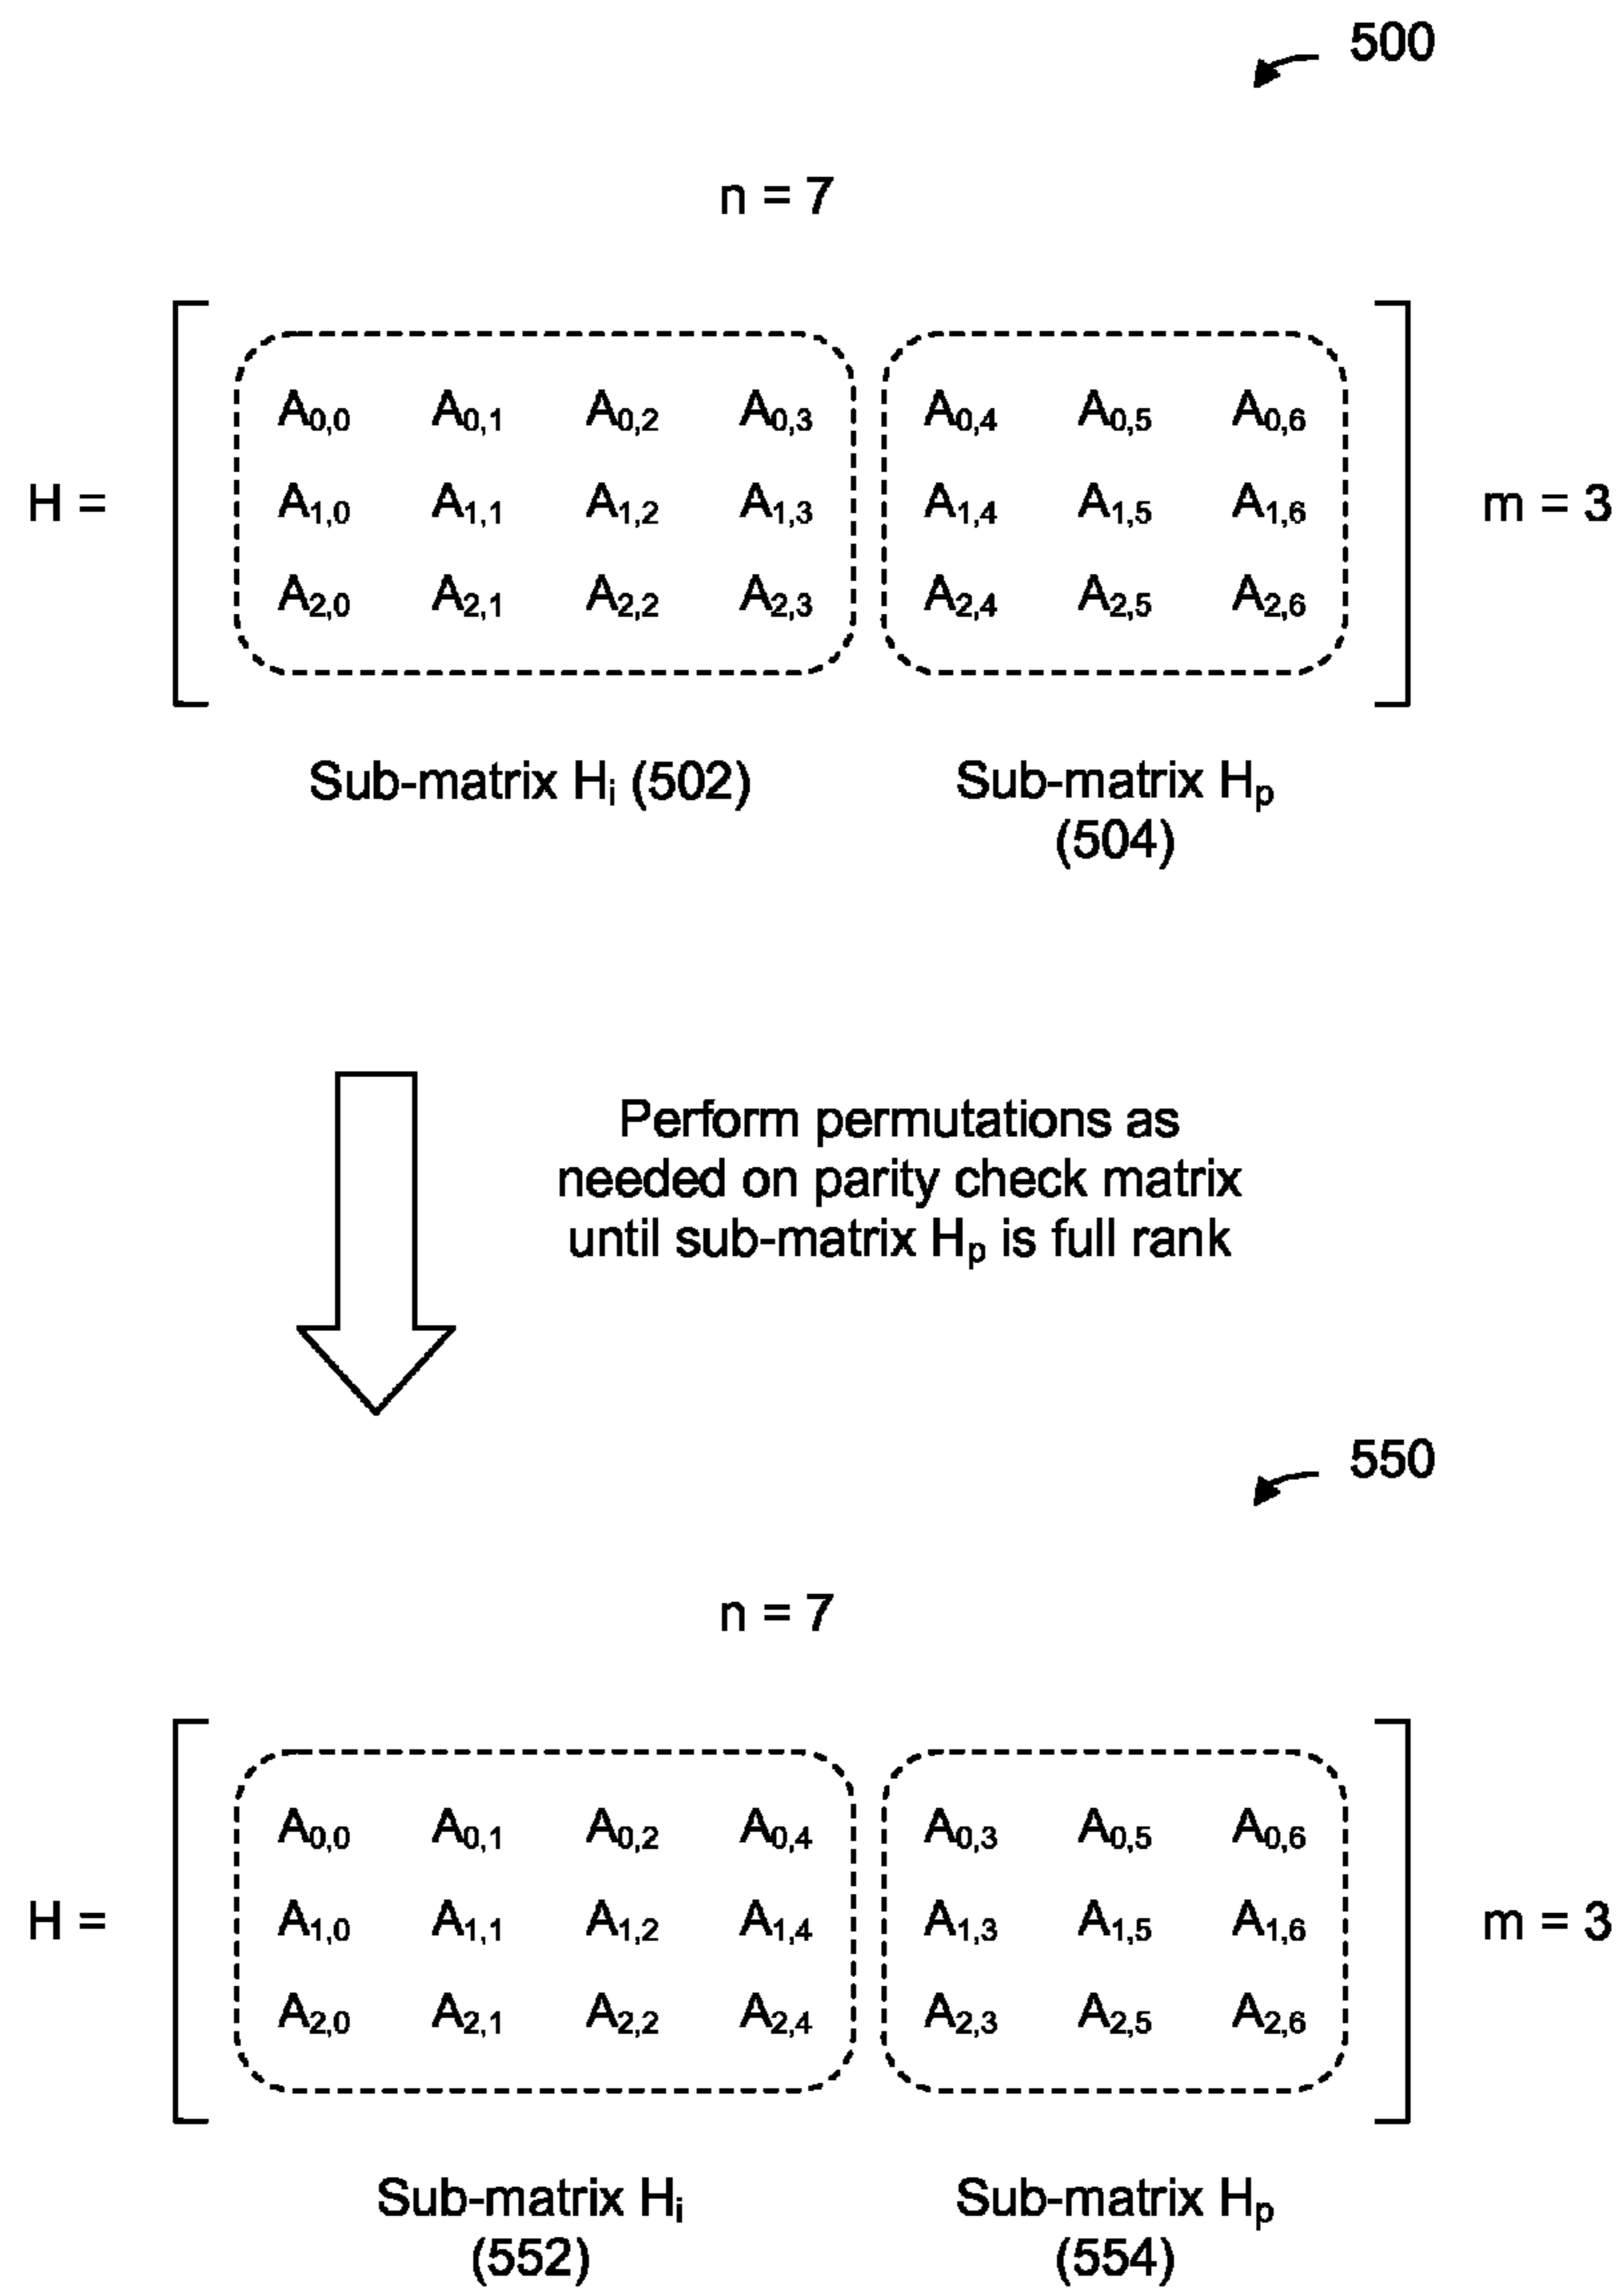 500
n = 7
A0,0 A0,1 A0,2 A0,3 A0,4 A0,5 A0,6
H = A1,0 A1,1 A1,2 A1,3 A1,4 A1,5 A1,6 m = 3
A2,0 A2,1 A2,2 A2,3 A2,4 A2,5 A2,6
Sub-matrix Hi (502) Sub-matrix Hp
(504)
Perform permutations as
needed on parity check matrix
until sub-matrix Hp is full rank
550
n = 7
A0,0 A0,1 A0,2 A0,4 A0,3 A0,5 A0,6
H = A1,0 A1,1 A1,2 A1,4 A1,3 A1,5 A1,6 m = 3
A2,0 A2,1 A2,2 A2,4 A2,3 A2,5 A2,6
Sub-matrix Hi Sub-matrix Hp
(552) (554)